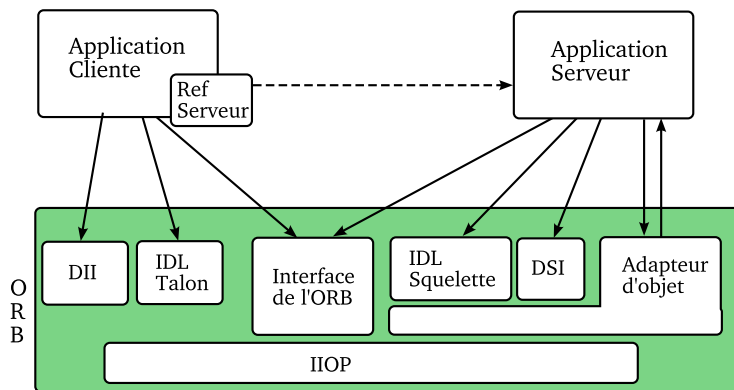 Application
Cliente
Ref
Serveur
Application
Serveur
O
R
B
DII
IDL
Talon
Interface
de l'ORB
IDL
Squelette
DSI
Adapteur
d'objet
IIOP